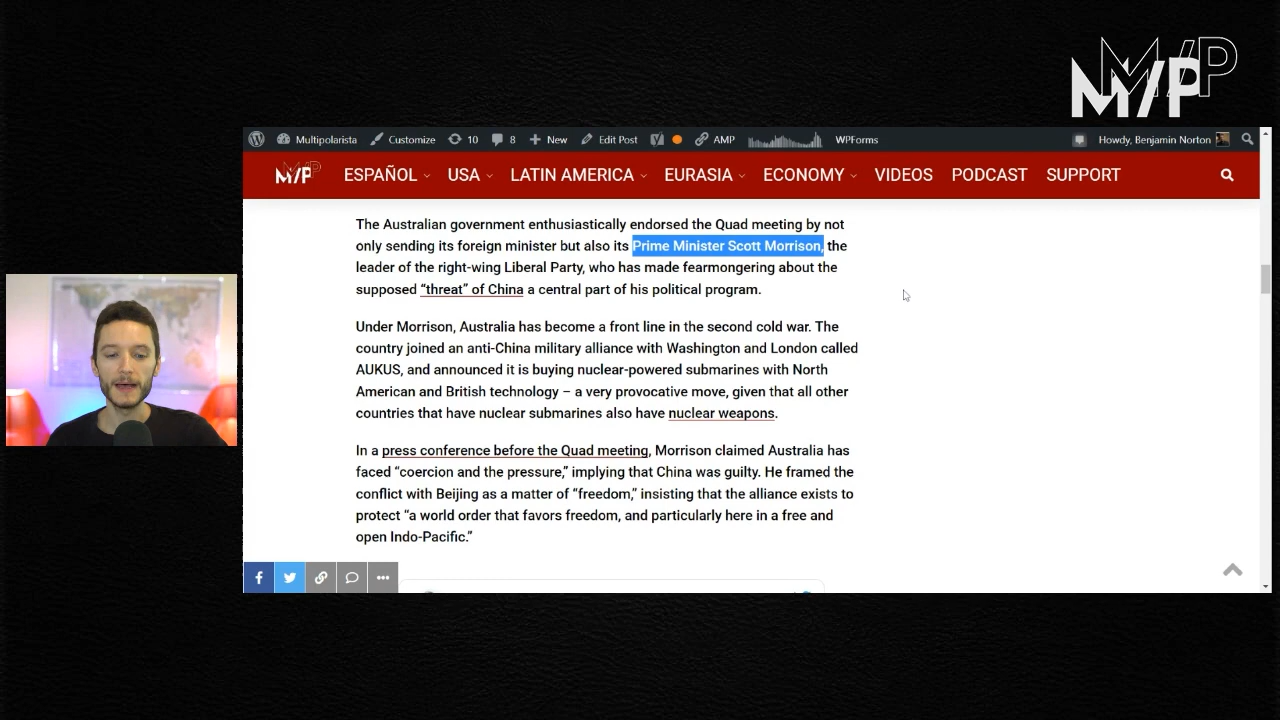 M/P
M/P
Multipolarista Customize 10 8 New Edit Post AMP WPForms Howdy, Benjamin Norton
M/P ESPAÑOL USA LATIN AMERICA EURASIA ECONOMY VIDEOS PODCAST SUPPORT
The Australian government enthusiastically endorsed the Quad meeting by not
only sending its foreign minister but also its Prime Minister Scott Morrison, the
leader of the right-wing Liberal Party, who has made fearmongering about the
supposed “threat” of China a central part of his political program.
Under Morrison, Australia has become a front line in the second cold war. The
country joined an anti-China military alliance with Washington and London called
AUKUS, and announced it is buying nuclear-powered submarines with North
American and British technology – a very provocative move, given that all other
countries that have nuclear submarines also have nuclear weapons.
In a press conference before the Quad meeting, Morrison claimed Australia has
faced “coercion and the pressure,” implying that China was guilty. He framed the
conflict with Beijing as a matter of “freedom,” insisting that the alliance exists to
protect “a world order that favors freedom, and particularly here in a free and
open Indo-Pacific.”